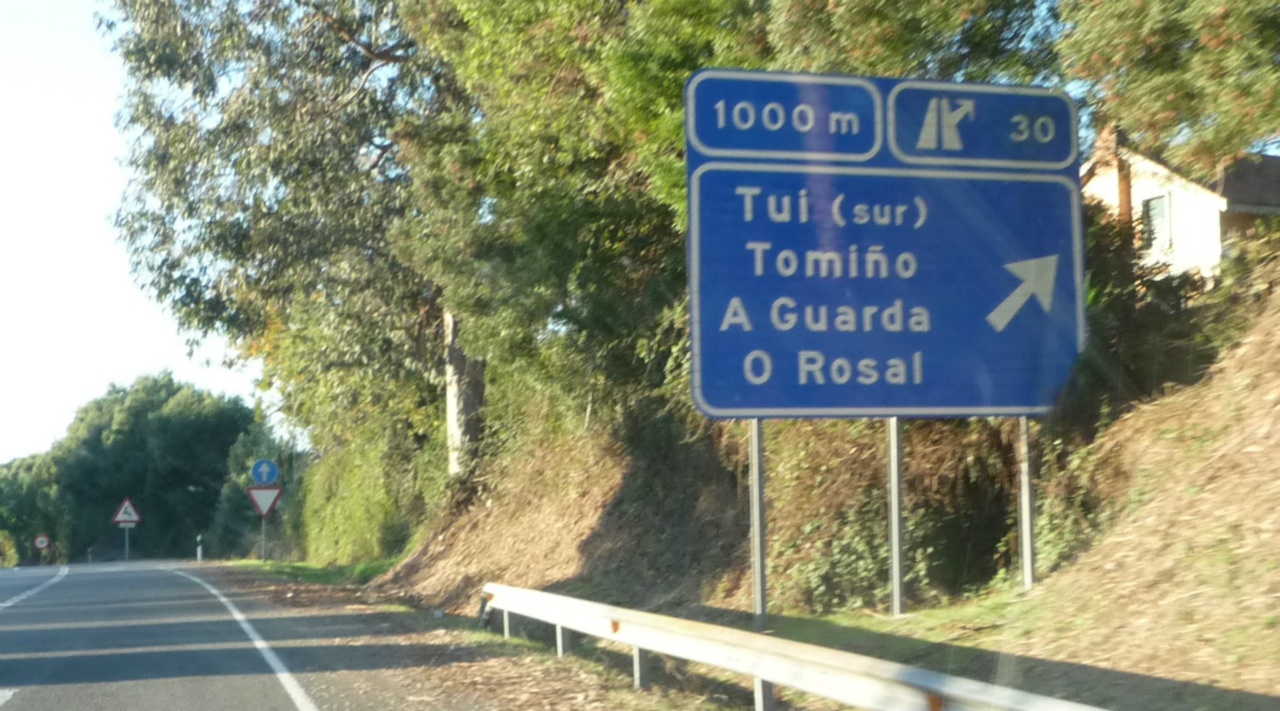 1000 m
30
Tui (sur)
Tomiño
A Guarda
O Rosal